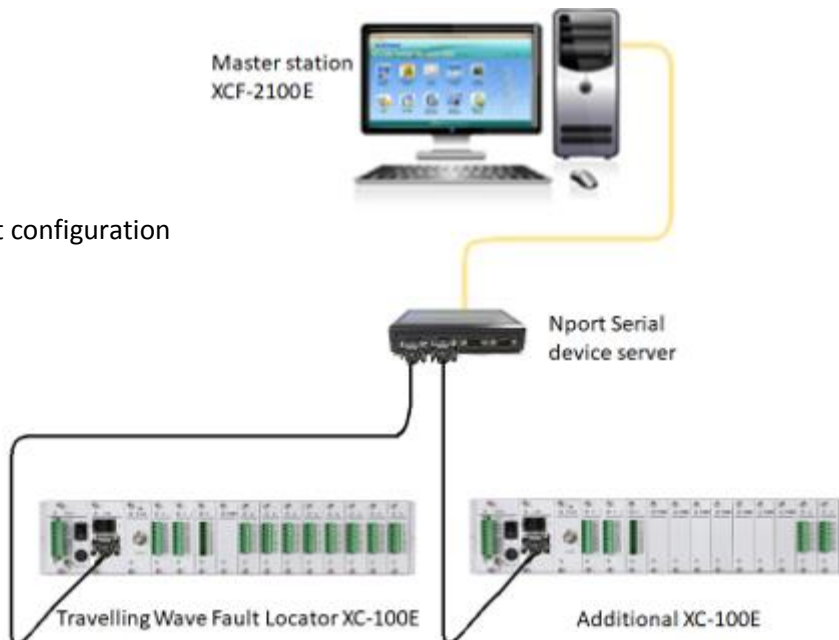 Master station
XCF-2100E
t configuration
Nport Serial
device server
Travelling Wave Fault Locator XC-100E
Additional XC-100E